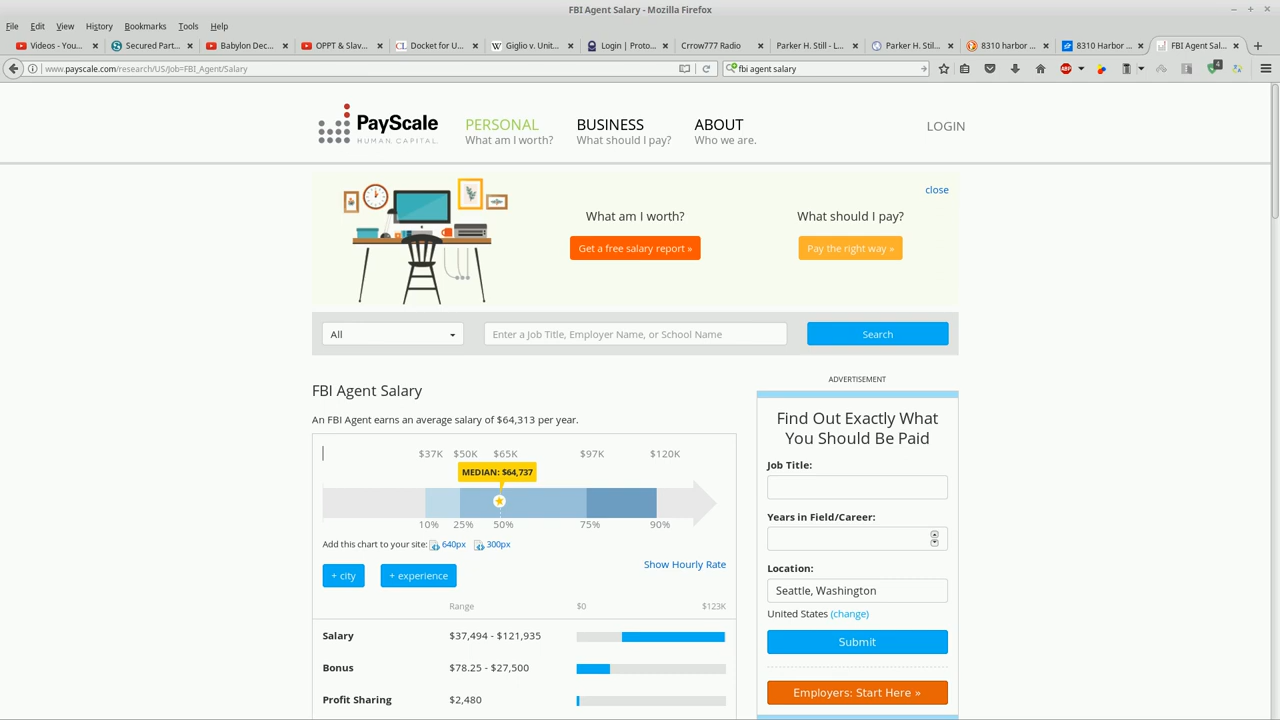 FBI Agent Salary - Mozilla Firefox
File Edit View History Bookmarks Tools Help
Videos - You... Secured Part... Babylon Dec... OPPT & Slav... Docket for U... Giglio v. Unit... Login | Proto... Crrow777 Radio Parker H. Still - L... Parker H. Stil... 8310 harbor ... 8310 Harbor ... FBI Agent Sal...
www.payscale.com/research/US/Job=FBI_Agent/Salary
fbi agent salary
ABP
4
PayScale
HUMAN CAPITAL
PERSONAL
What am I worth?
BUSINESS
What should I pay?
ABOUT
Who we are.
LOGIN
close
What am I worth?
Get a free salary report »
What should I pay?
Pay the right way »
All
Enter a Job Title, Employer Name, or School Name
Search
FBI Agent Salary
An FBI Agent earns an average salary of $64,313 per year.
$37K $50K $65K $97K $120K
MEDIAN: $64,737
10% 25% 50% 75% 90%
Add this chart to your site: 640px 300px
Show Hourly Rate
+ city + experience
Range $0 $123K
Salary $37,494 - $121,935
Bonus $78.25 - $27,500
Profit Sharing $2,480
ADVERTISEMENT
Find Out Exactly What
You Should Be Paid
Job Title:
Years in Field/Career:
Location:
Seattle, Washington
United States (change)
Submit
Employers: Start Here »